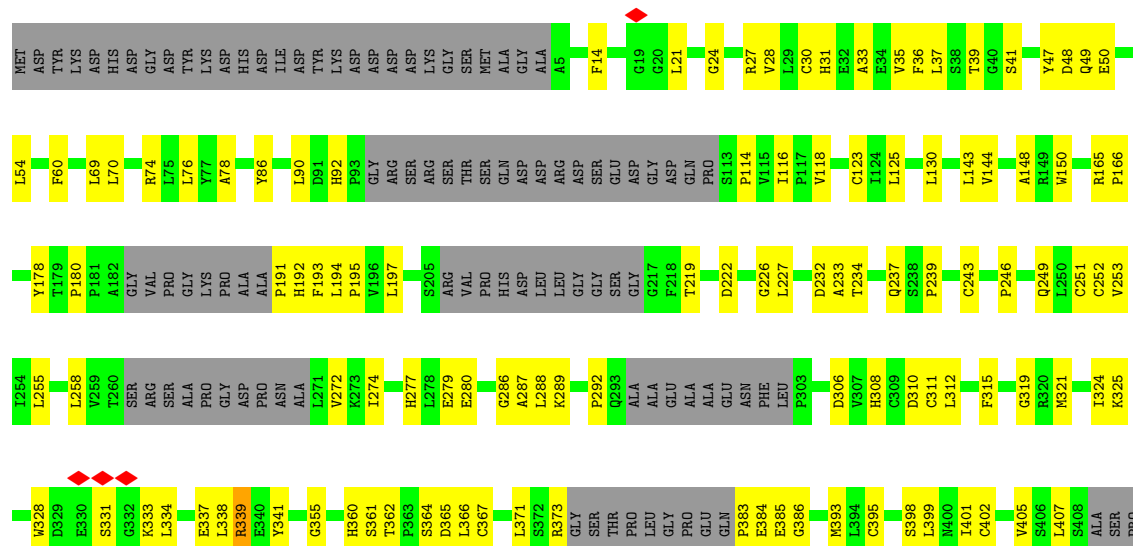 MET ASP TYR LYS ASP HIS ASP GLY ASP TYR LYS ASP HIS ASP ILE ASP TYR LYS ASP ASP ASP ASP LYS GLY SER MET ALA GLY ALA A5 F14 G19 G20 L21 G24 R27 V28 L29 C30 H31 E32 A33 E34 V35 F36 L37 S38 T39 G40 S41 Y47 D48 Q49 E50
L54 F60 L69 L70 R74 L75 L76 Y77 A78 Y86 L90 D91 H92 P93 GLY ARG SER ARG SER THR SER GLN ASP ASP ARG ASP SER GLU ASP GLY ASP GLN PRO S113 P114 V115 I116 P117 V118 C123 I124 L125 L130 L143 V144 A148 R149 W150 R165 P166
Y178 T179 P180 P181 A182 GLY VAL PRO GLY LYS PRO ALA ALA P191 H192 F193 L194 P195 V196 L197 S205 ARG VAL PRO HIS ASP LEU LEU GLY GLY SER GLY G217 F218 T219 D222 G226 L227 D232 A233 T234 Q237 S238 P239 C243 P246 Q249 L250 C251 C252 V253
I254 L255 L258 V259 T260 SER ARG SER ALA PRO GLY ASP PRO ASN ALA L271 V272 K273 I274 H277 L278 E279 E280 G286 A287 L288 K289 P292 Q293 ALA ALA GLU ALA ALA GLU ASN PHE LEU P303 D306 V307 H308 C309 D310 C311 L312 F315 G319 R320 M321 I324 K325
W328 D329 E330 S331 G332 K333 L334 E337 L338 R339 E340 Y341 G355 H360 S361 T362 P363 S364 D365 L366 C367 L371 S372 R373 GLY SER THR PRO LEU GLY PRO GLU GLN P383 E384 E385 G386 M393 L394 C395 S398 L399 N400 I401 C402 V405 S406 L407 S408 ALA SER PRO